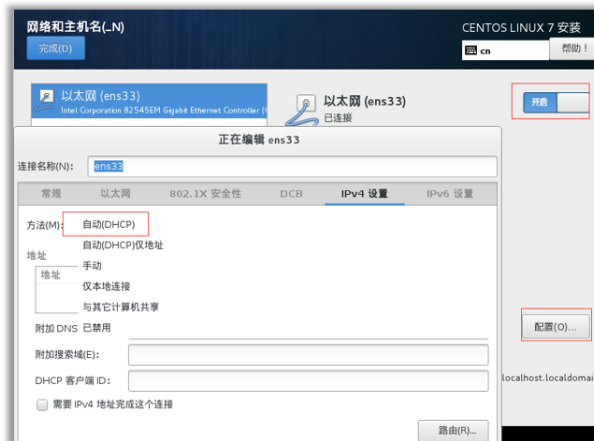 网络和主机名(_N)
CENTOS LINUX 7 安装
完成(D)
cn
帮助！
以太网 (ens33)
Intel Corporation 82545EM Gigabit Ethernet Controller (
以太网 (ens33)
已连接
开启
正在编辑 ens33
连接名称(N):
ens33
常规
以太网
802.1X 安全性
DCB
IPv4 设置
IPv6 设置
方法(M):
自动(DHCP)
自动(DHCP)仅地址
手动
仅本地连接
与其它计算机共享
已禁用
地址
地址
附加 DNS
附加搜索域(E):
DHCP 客户端 ID:
需要 IPv4 地址完成这个连接
路由(R)...
配置(O)...
localhost.localdomai